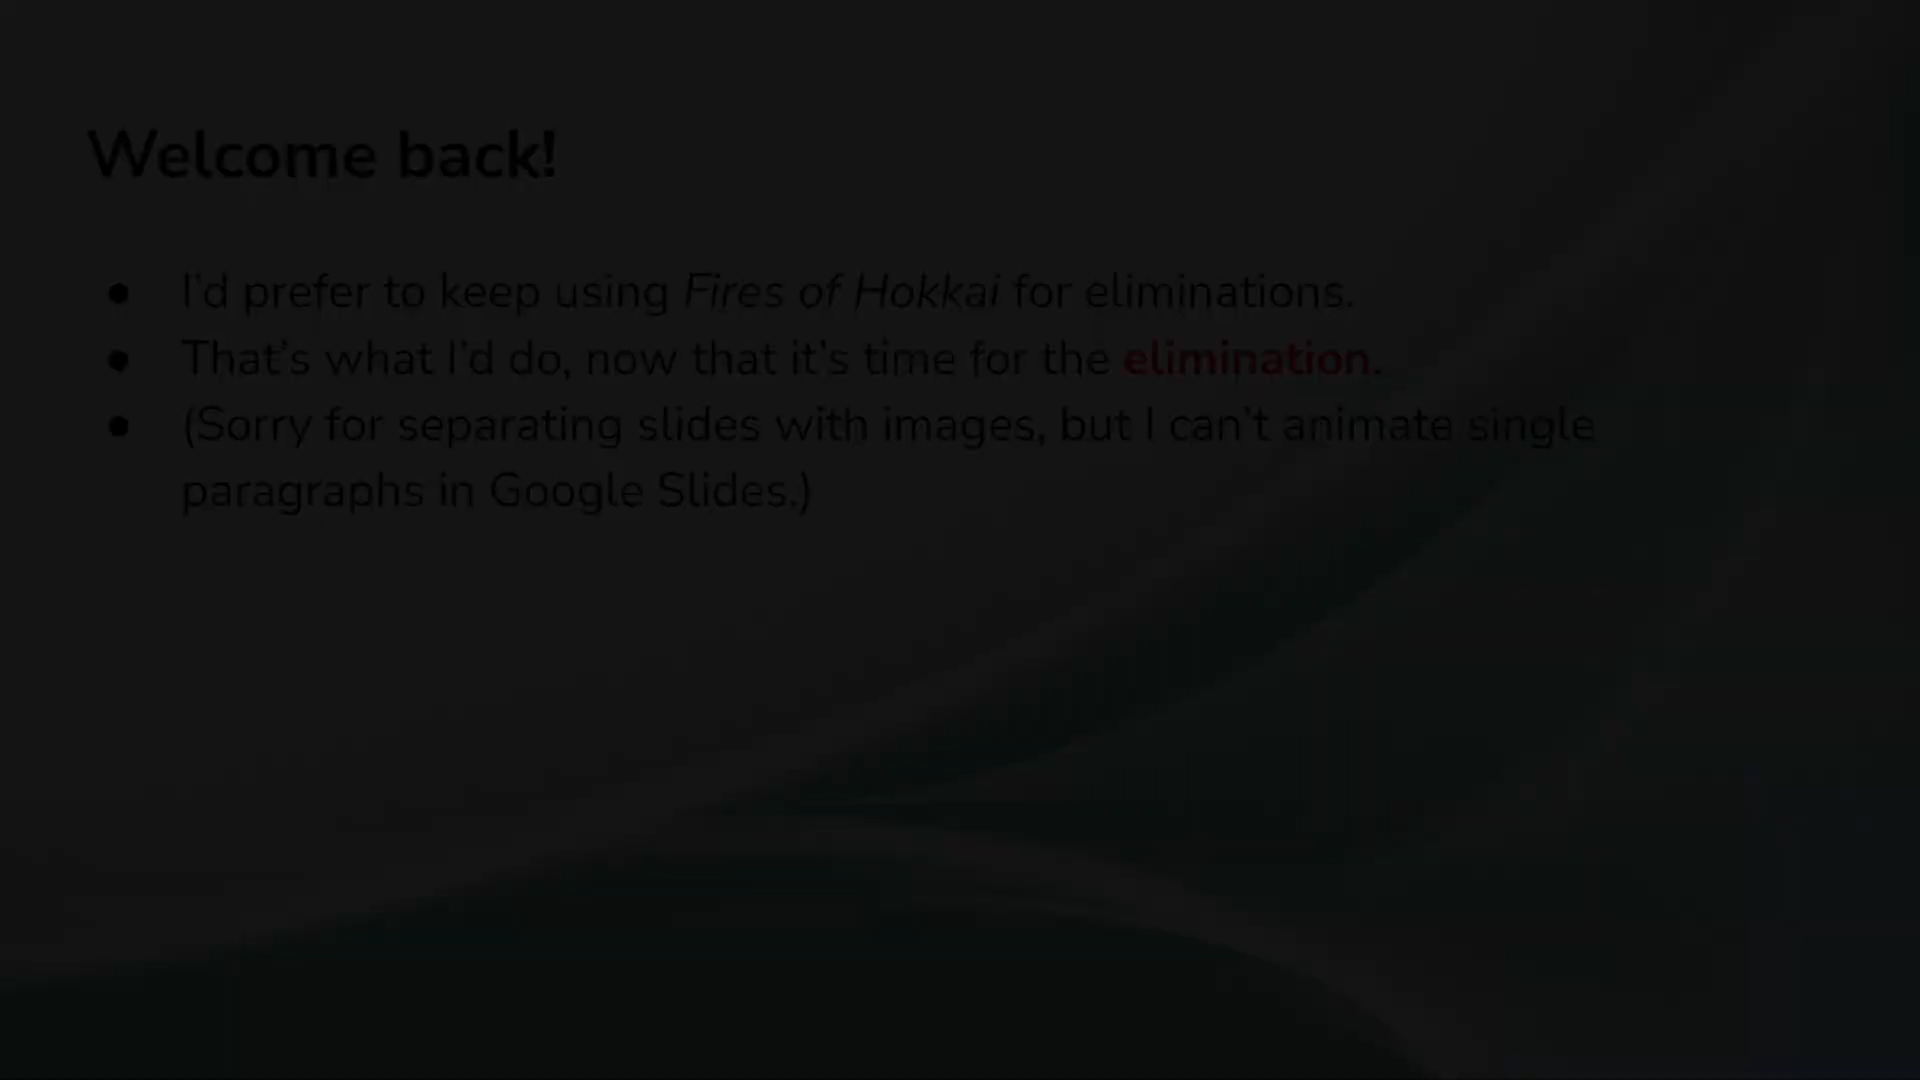 Welcome back!
● I'd prefer to keep using Fires of Hokkai for eliminations.
● That's what I'd do, now that it's time for the elimination.
● (Sorry for separating slides with images, but I can't animate single
paragraphs in Google Slides.)